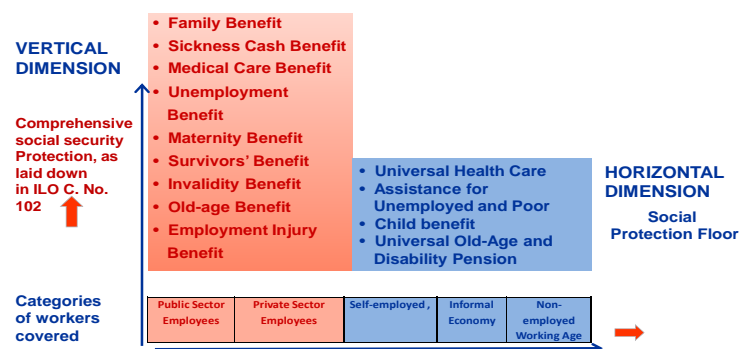 VERTICAL
DIMENSION
Comprehensive
social security
Protection, as
laid down
in ILO C. No.
102
• Family Benefit
• Sickness Cash Benefit
• Medical Care Benefit
• Unemployment
Benefit
• Maternity Benefit
• Survivors' Benefit
• Invalidity Benefit
• Old-age Benefit
• Employment Injury
Benefit
• Universal Health Care
• Assistance for
Unemployed and Poor
• Child benefit
• Universal Old-Age and
Disability Pension
HORIZONTAL
DIMENSION
Social
Protection Floor
Categories
of workers
covered
Public Sector
Employees
Private Sector
Employees
Self-employed ,
Informal
Economy
Non-
employed
Working Age